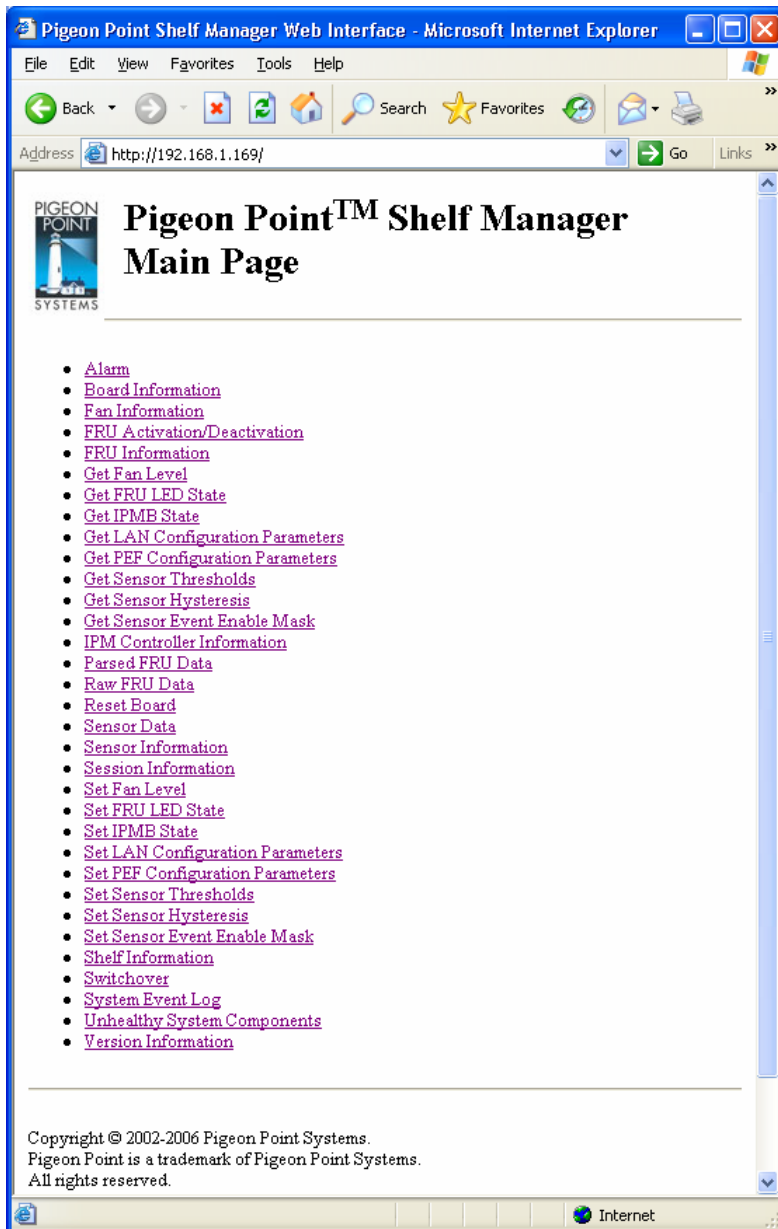 Pigeon Point Shelf Manager Web Interface - Microsoft Internet Explorer
File Edit View Favorites Tools Help
Back Search Favorites »
Address http://192.168.1.169/ Go Links »
PIGEON
POINT
SYSTEMS
Pigeon Point™ Shelf Manager
Main Page
Alarm
Board Information
Fan Information
FRU Activation/Deactivation
FRU Information
Get Fan Level
Get FRU LED State
Get IPMB State
Get LAN Configuration Parameters
Get PEF Configuration Parameters
Get Sensor Thresholds
Get Sensor Hysteresis
Get Sensor Event Enable Mask
IPM Controller Information
Parsed FRU Data
Raw FRU Data
Reset Board
Sensor Data
Sensor Information
Session Information
Set Fan Level
Set FRU LED State
Set IPMB State
Set LAN Configuration Parameters
Set PEF Configuration Parameters
Set Sensor Thresholds
Set Sensor Hysteresis
Set Sensor Event Enable Mask
Shelf Information
Switchover
System Event Log
Unhealthy System Components
Version Information
Copyright © 2002-2006 Pigeon Point Systems.
Pigeon Point is a trademark of Pigeon Point Systems.
All rights reserved.
Internet